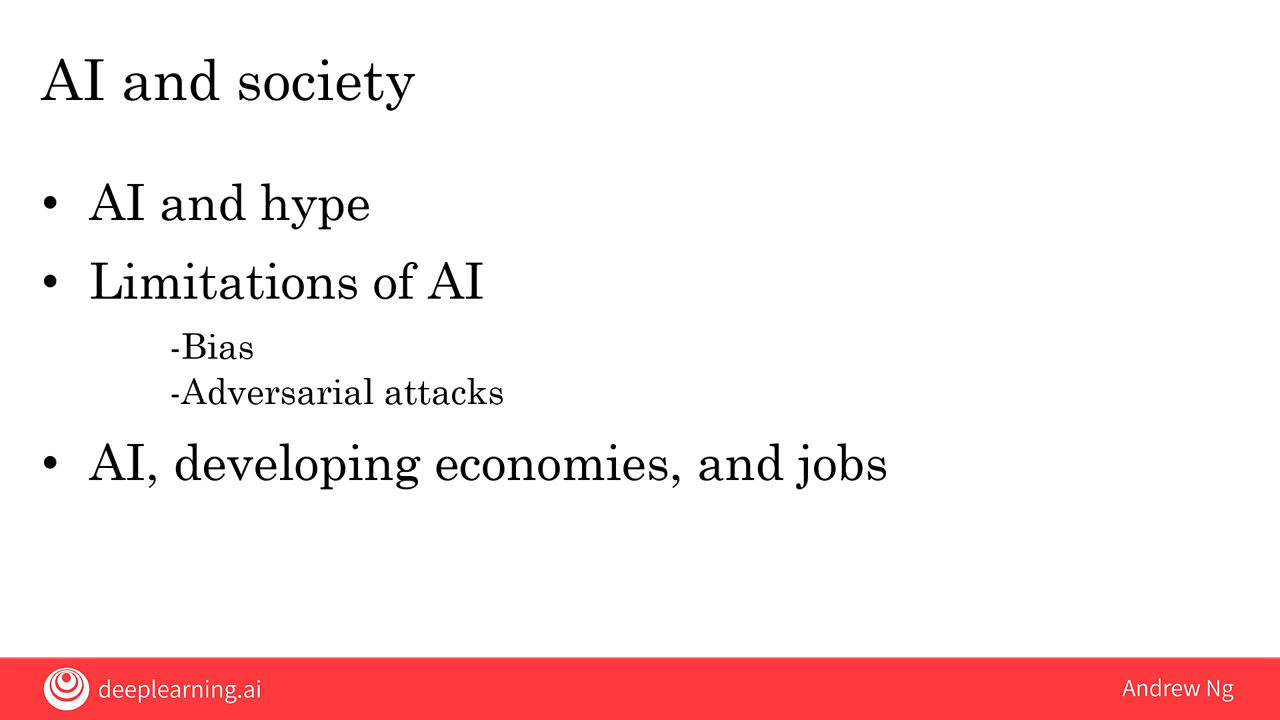 AI and society
• AI and hype
• Limitations of AI
-Bias
-Adversarial attacks
• AI, developing economies, and jobs
deeplearning.ai
Andrew Ng